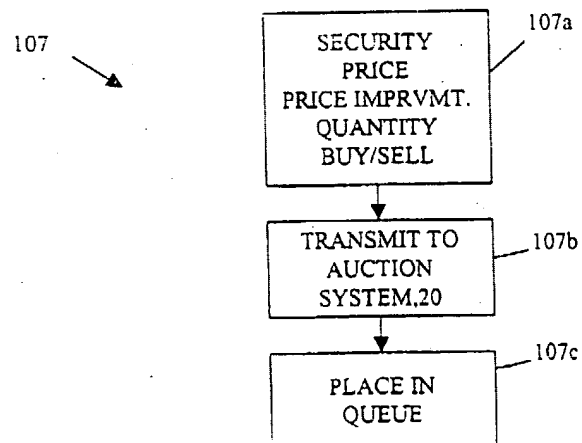 107
107a
SECURITY
PRICE
PRICE IMPRVMT.
QUANTITY
BUY/SELL
107b
TRANSMIT TO
AUCTION
SYSTEM,20
107c
PLACE IN
QUEUE